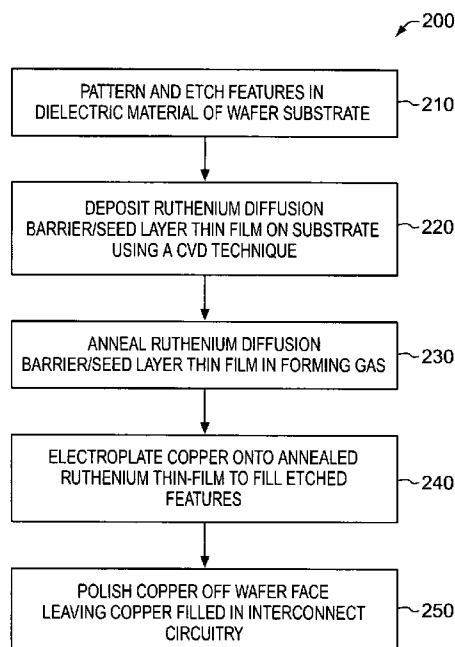 200
PATTERN AND ETCH FEATURES IN
DIELECTRIC MATERIAL OF WAFER SUBSTRATE
210
DEPOSIT RUTHENIUM DIFFUSION
BARRIER/SEED LAYER THIN FILM ON SUBSTRATE
USING A CVD TECHNIQUE
220
ANNEAL RUTHENIUM DIFFUSION
BARRIER/SEED LAYER THIN FILM IN FORMING GAS
230
ELECTROPLATE COPPER ONTO ANNEALED
RUTHENIUM THIN-FILM TO FILL ETCHED
FEATURES
240
POLISH COPPER OFF WAFER FACE
LEAVING COPPER FILLED IN INTERCONNECT
CIRCUITRY
250